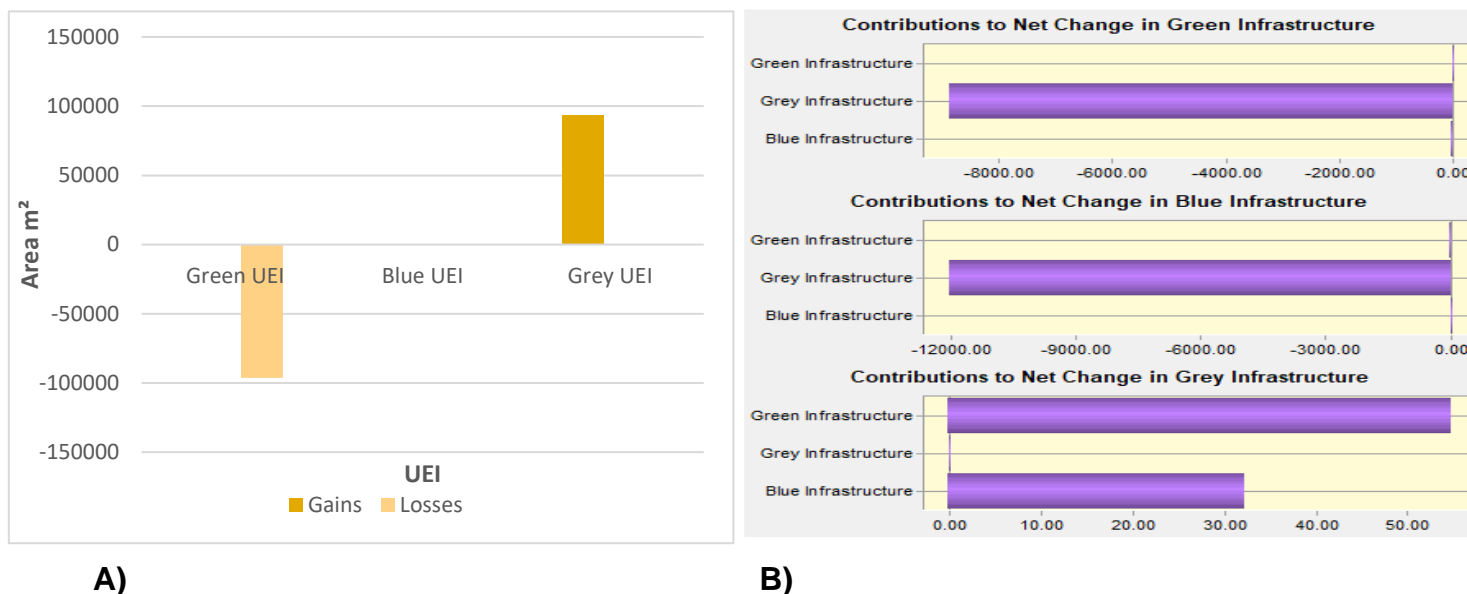 150000
100000
50000
0
-50000
-100000
-150000
Area m²
Green UEI Blue UEI Grey UEI
UEI
Gains Losses
A)
Contributions to Net Change in Green Infrastructure
Green Infrastructure
Grey Infrastructure
Blue Infrastructure
-8000.00 -6000.00 -4000.00 -2000.00 0.00
Contributions to Net Change in Blue Infrastructure
Green Infrastructure
Grey Infrastructure
Blue Infrastructure
-12000.00 -9000.00 -6000.00 -3000.00 0.00
Contributions to Net Change in Grey Infrastructure
Green Infrastructure
Grey Infrastructure
Blue Infrastructure
0.00 10.00 20.00 30.00 40.00 50.00
B)